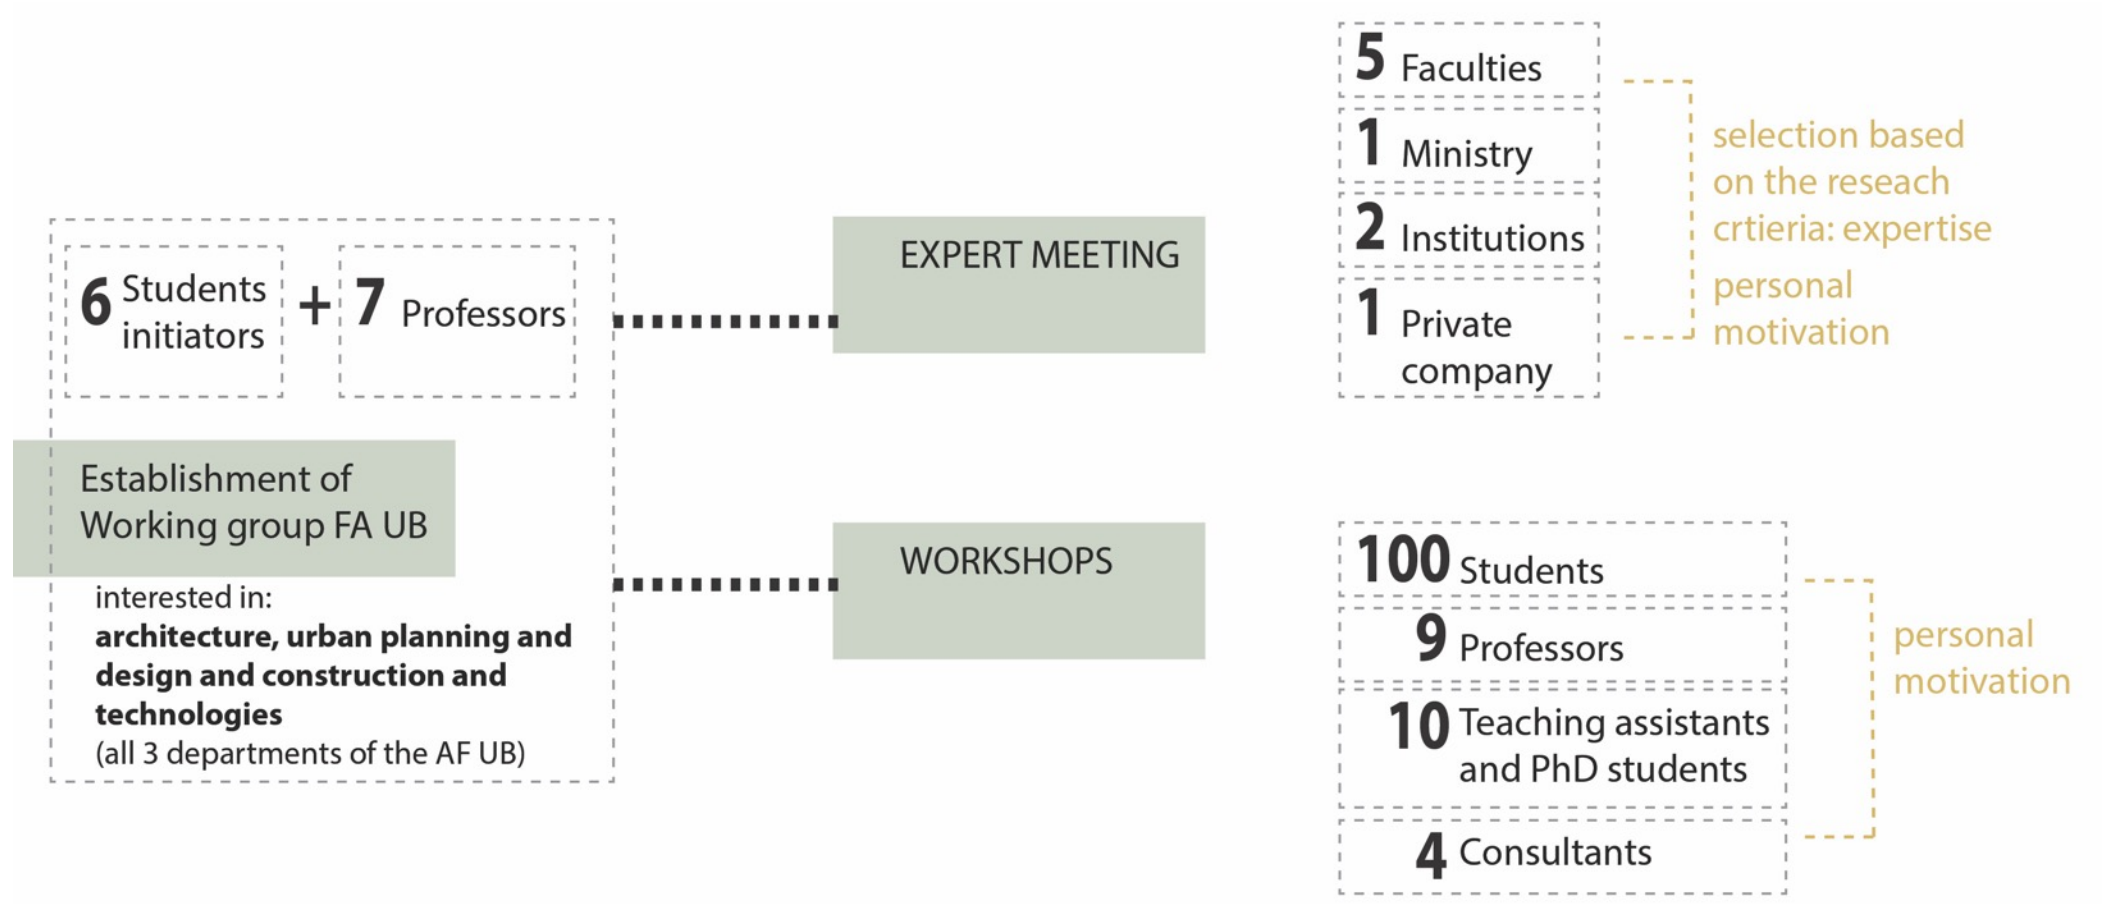 6 Students
initiators
+
7 Professors
Establishment of
Working group FA UB
interested in:
architecture, urban planning and
design and construction and
technologies
(all 3 departments of the AF UB)
EXPERT MEETING
5 Faculties
1 Ministry
2 Institutions
1 Private
company
selection based
on the reseach
crtieria: expertise
personal
motivation
WORKSHOPS
100 Students
9 Professors
10 Teaching assistants
and PhD students
4 Consultants
personal
motivation